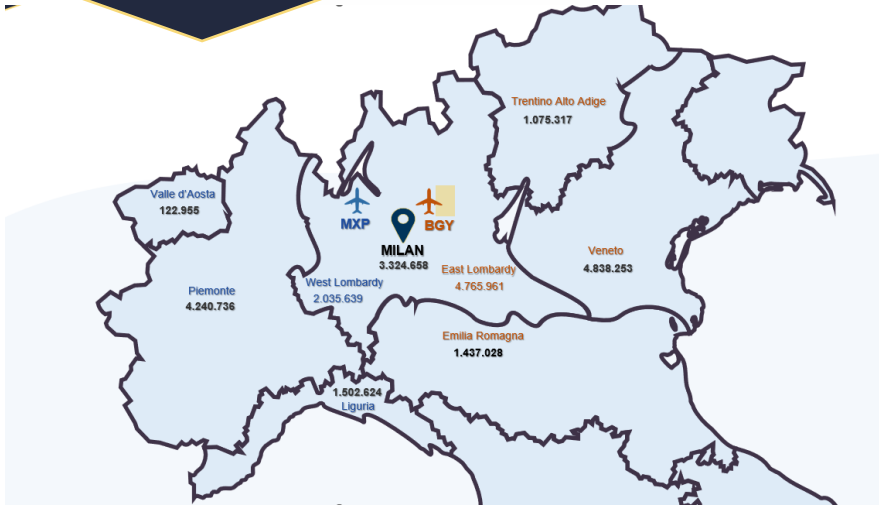 Trentino Alto Adige
1.075.317
Valle d'Aosta
122.955
MXP
BGY
MILAN
3.324.658
Veneto
4.838.253
East Lombardy
4.765.961
West Lombardy
2.035.639
Piemonte
4.240.736
Emilia Romagna
1.437.028
1.502.624
Liguria